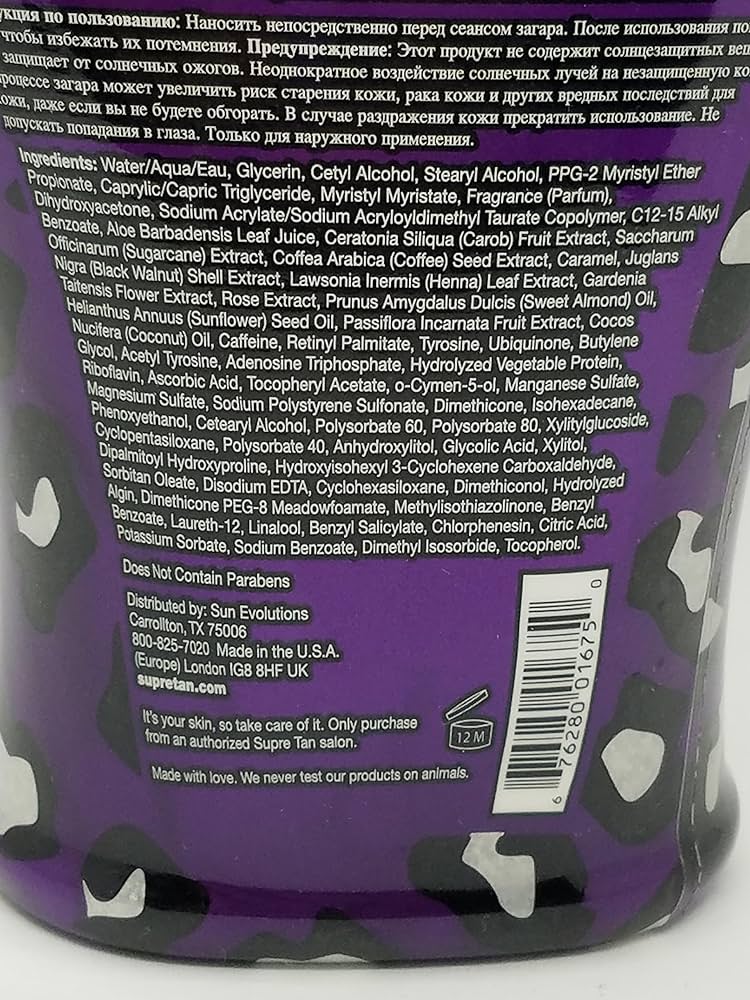 по пользованию: Наносить непосредственно перед сеансом загара. После использования
чтобы избежать их потемнения. Предупреждение: Этот продукт не содержит солнцезащитных
защищает от солнечных ожогов. Неоднократное воздействие солнечных лучей на незащищенную
загара может увеличить риск старения кожи, рака кожи и других вредных последствий для
даже если вы не будете обгорать. В случае раздражения кожи прекратить использование. Не
допускать попадания в глаза. Только для наружного применения.
Ingredients: Water/Aqua/Eau, Glycerin, Cetyl Alcohol, Stearyl Alcohol, PPG-2 Myristyl Ether
Propionate, Caprylic/Capric Triglyceride, Myristyl Myristate, Fragrance (Parfum),
Dihydroxyacetone, Sodium Acrylate/Sodium Acryloyldimethyl Taurate Copolymer, C12-15 Alkyl
Benzoate, Aloe Barbadensis Leaf Juice, Ceratonia Siliqua (Carob) Fruit Extract, Saccharum
Officinarum (Sugarcane) Extract, Coffea Arabica (Coffee) Seed Extract, Caramel, Juglans
Nigra (Black Walnut) Shell Extract, Lawsonia Inermis (Henna) Leaf Extract, Gardenia
Taitensis Flower Extract, Rose Extract, Prunus Amygdalus Dulcis (Sweet Almond) Oil,
Helianthus Annuus (Sunflower) Seed Oil, Passiflora Incarnata Fruit Extract, Cocos
Nucifera (Coconut) Oil, Caffeine, Retinyl Palmitate, Tyrosine, Ubiquinone, Butylene
Glycol, Acetyl Tyrosine, Adenosine Triphosphate, Hydrolyzed Vegetable Protein,
Riboflavin, Ascorbic Acid, Tocopheryl Acetate, o-Cymen-5-ol, Manganese Sulfate,
Magnesium Sulfate, Sodium Polystyrene Sulfonate, Dimethicone, Isohexadecane,
Phenoxyethanol, Cetearyl Alcohol, Polysorbate 60, Polysorbate 80, Xylitylglucoside,
Cyclopentasiloxane, Polysorbate 40, Anhydroxylitol, Glycolic Acid, Xylitol,
Dipalmitoyl Hydroxyproline, Hydroxyisohexyl 3-Cyclohexene Carboxaldehyde,
Sorbitan Oleate, Disodium EDTA, Cyclohexasiloxane, Dimethiconol, Hydrolyzed
Algin, Dimethicone PEG-8 Meadowfoamate, Methylisothiazolinone, Benzyl
Benzoate, Laureth-12, Linalool, Benzyl Salicylate, Chlorphenesin, Citric Acid,
Potassium Sorbate, Sodium Benzoate, Dimethyl Isosorbide, Tocopherol.
Does Not Contain Parabens
Distributed by: Sun Evolutions
Carrollton, TX 75006
800-825-7020 Made in the U.S.A.
(Europe) London IG8 8HF UK
supretan.com
It's your skin, so take care of it. Only purchase
from an authorized Supre Tan salon.
12 M
Made with love. We never test our products on animals.
6 76280 01675 0